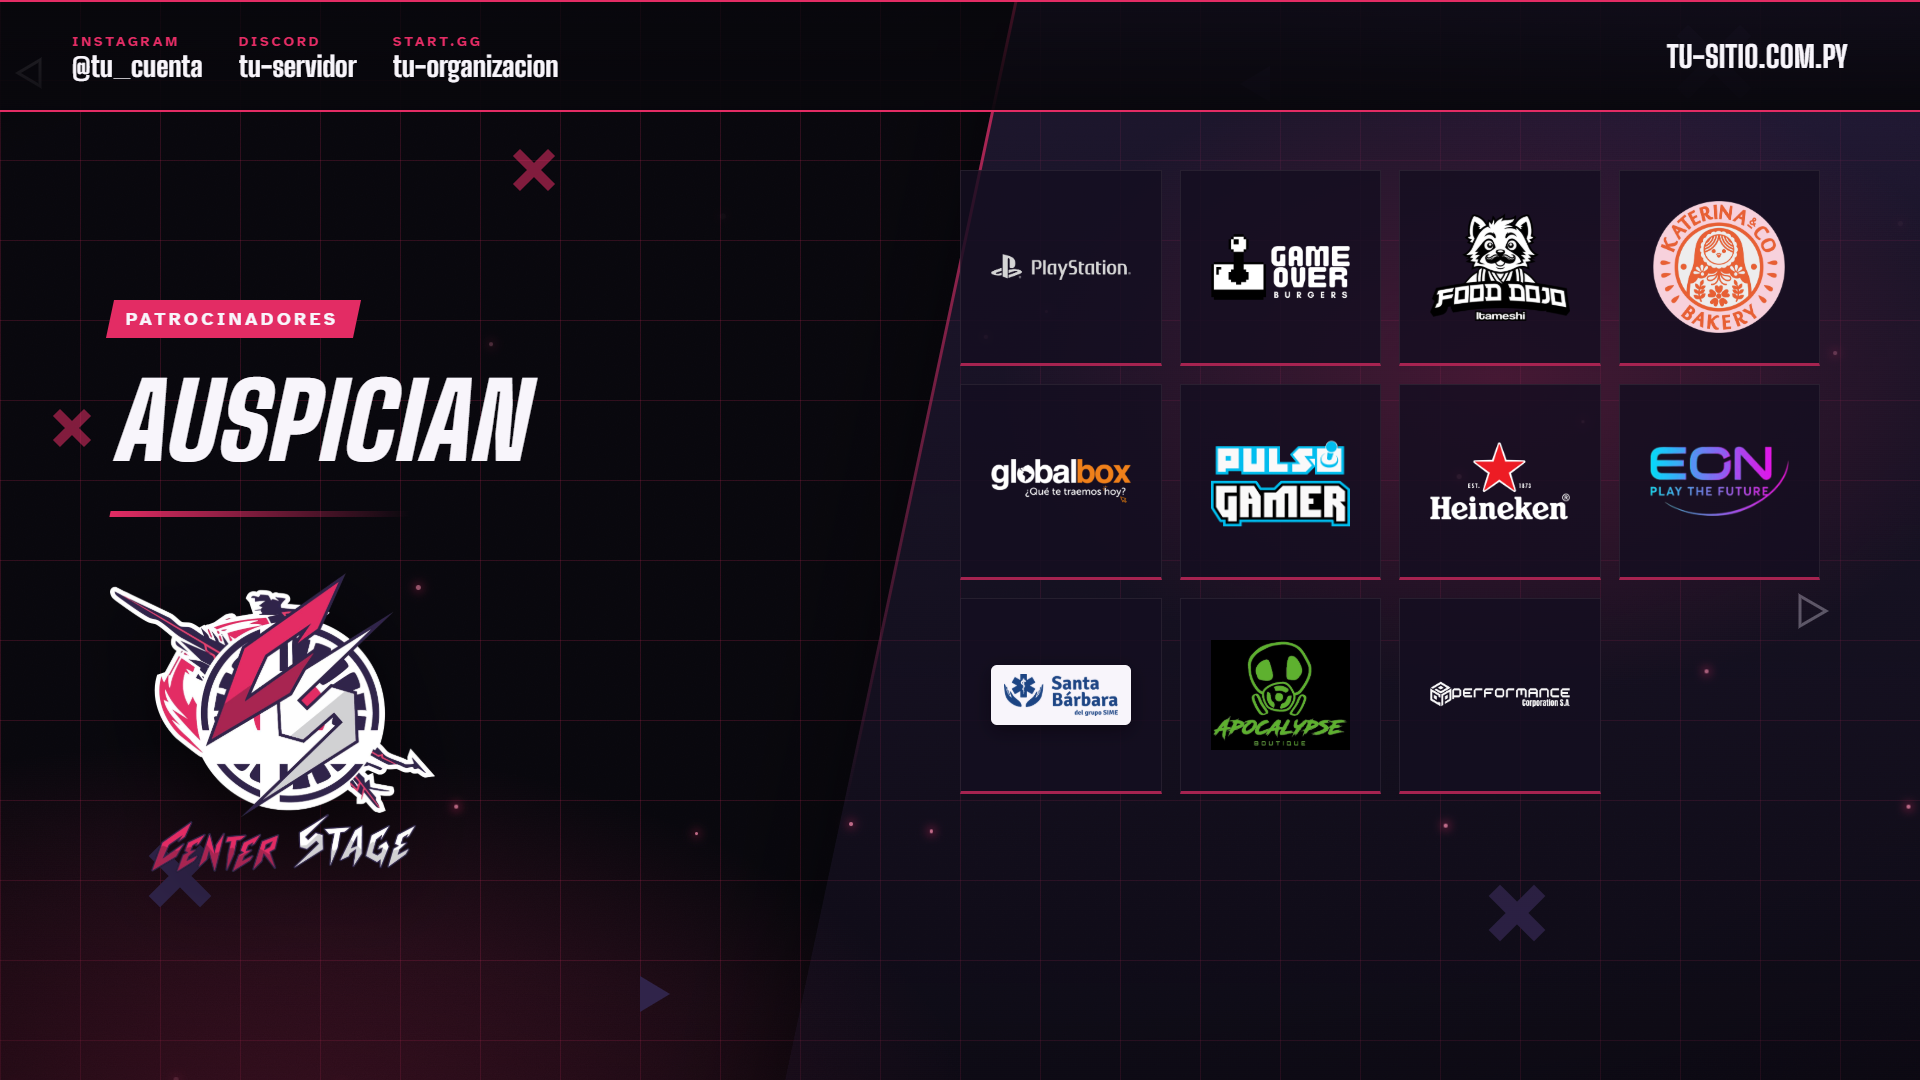 INSTAGRAM
@tu_cuenta
DISCORD
tu-servidor
START.GG
tu-organizacion
TU-SITIO.COM.PY
PATROCINADORES
AUSPICIAN
CENTER STAGE
PlayStation
GAME
OVER
BURGERS
FOOD DOJO
Itameshi
KATERINA & CO
BAKERY
globalbox
¿Qué te traemos hoy?
PULSO
GAMER
EST. 1873
Heineken®
EON
PLAY THE FUTURE
Santa
Bárbara
del grupo SIME
APOCALYPSE
BOUTIQUE
PERFORMANCE
Corporation S.A